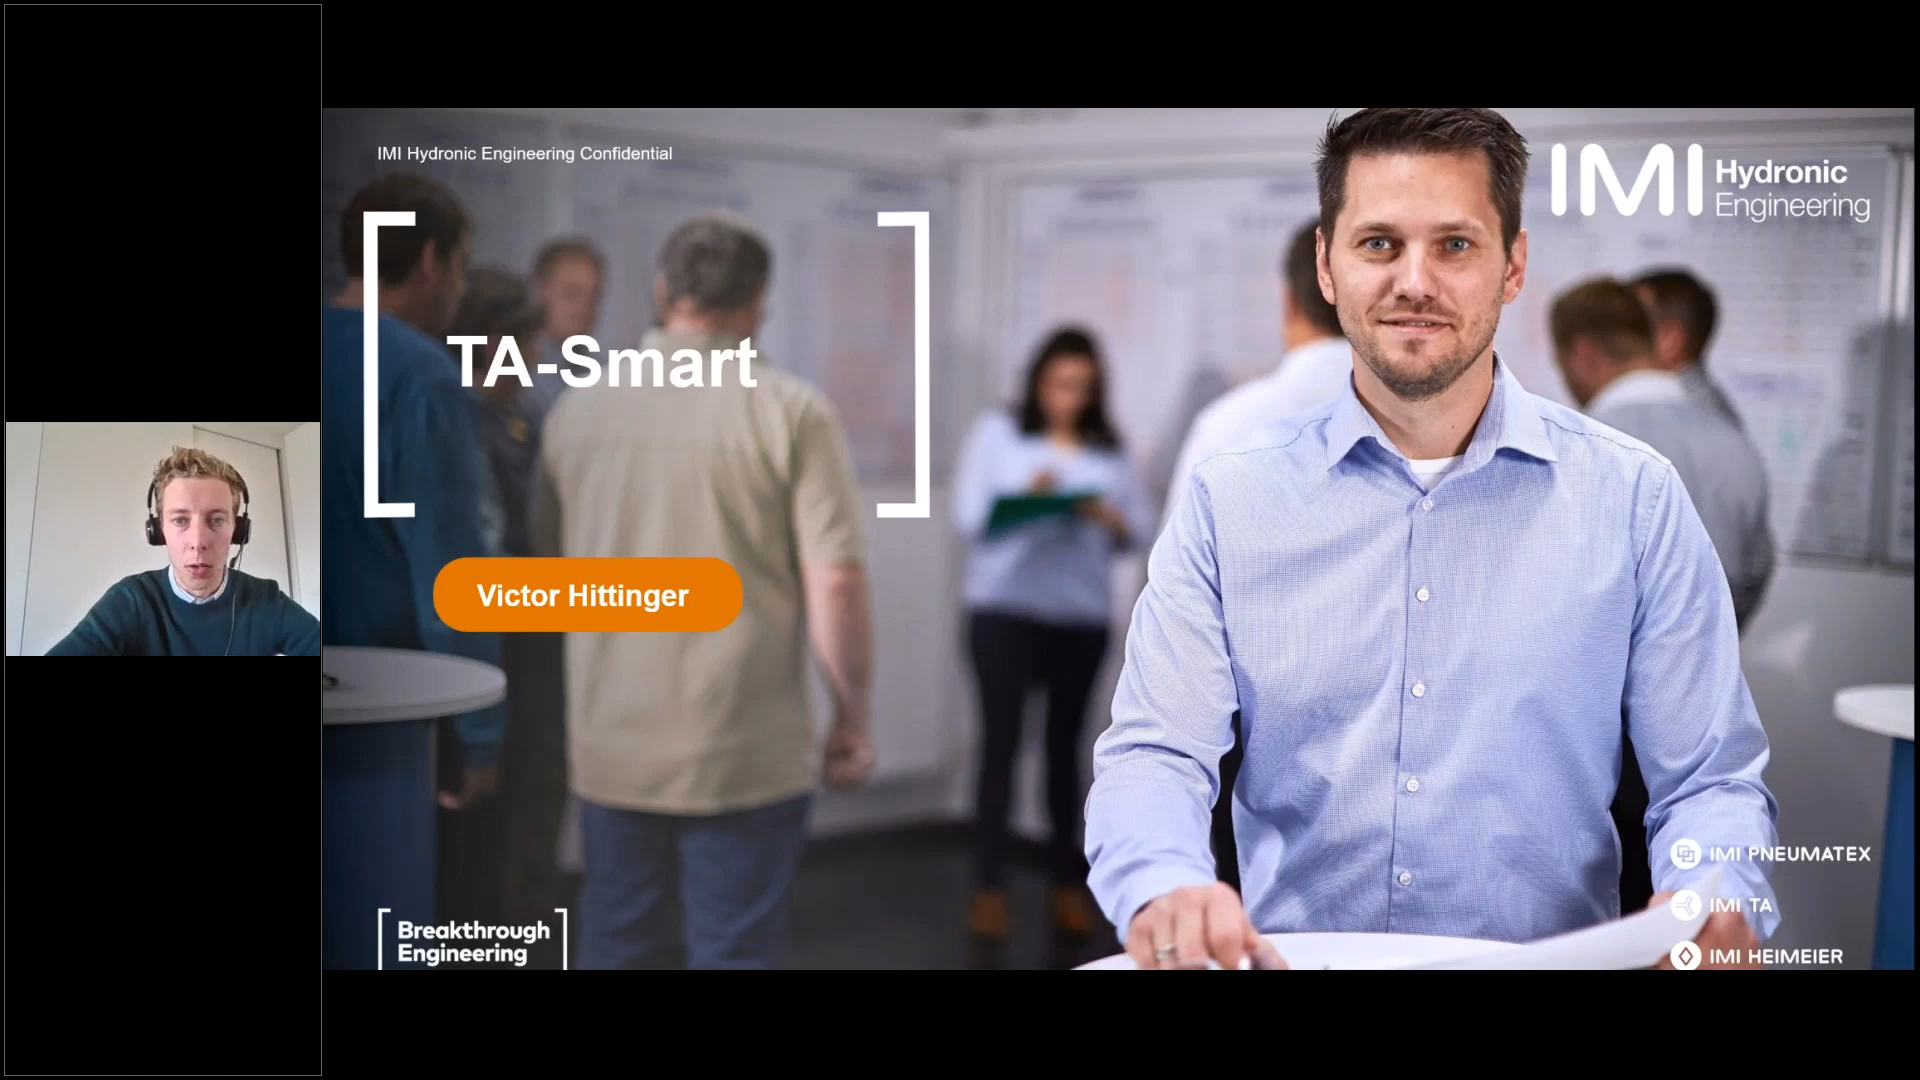 IMI Hydronic Engineering Confidential
IMI Hydronic
Engineering
TA-Smart
Victor Hittinger
IMI PNEUMATEX
IMI TA
IMI HEIMEIER
Breakthrough
Engineering